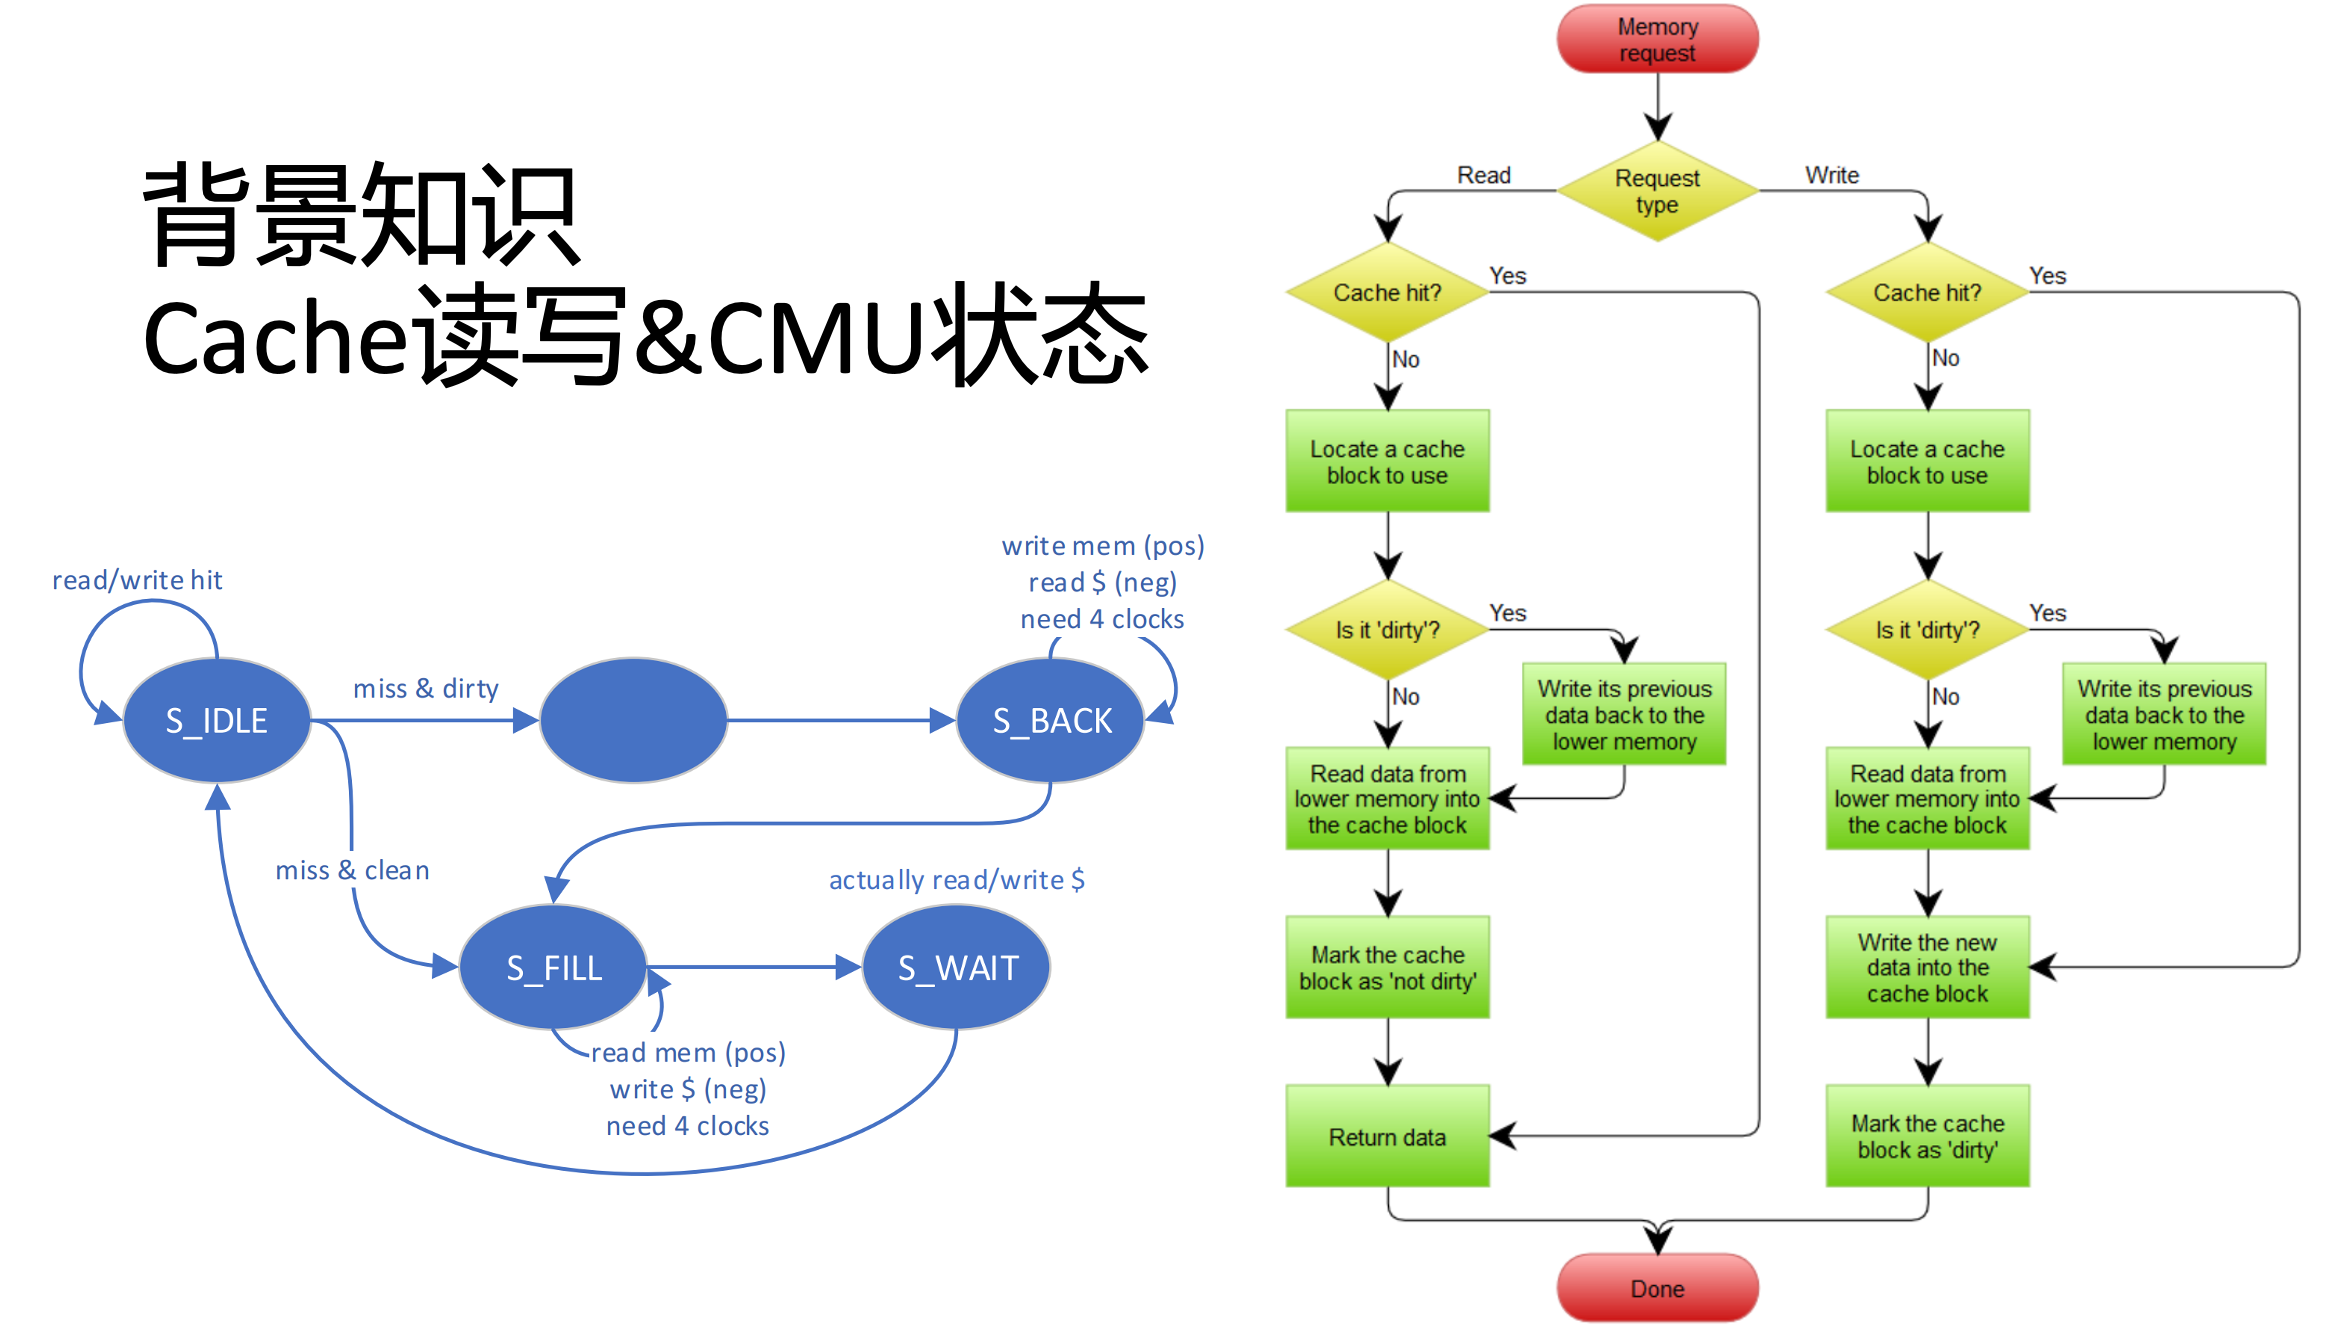 背景知识
Cache读写&CMU状态
read/write hit
S_IDLE
miss & dirty
write mem (pos)
read $ (neg)
need 4 clocks
S_BACK
miss & clean
S_FILL
read mem (pos)
write $ (neg)
need 4 clocks
actually read/write $
S_WAIT
Memory
request
Request
type
Read
Write
Cache hit?
Yes
No
Locate a cache
block to use
Is it 'dirty'?
Yes
No
Write its previous
data back to the
lower memory
Read data from
lower memory into
the cache block
Mark the cache
block as 'not dirty'
Return data
Cache hit?
Yes
No
Locate a cache
block to use
Is it 'dirty'?
Yes
No
Write its previous
data back to the
lower memory
Read data from
lower memory into
the cache block
Write the new
data into the
cache block
Mark the cache
block as 'dirty'
Done